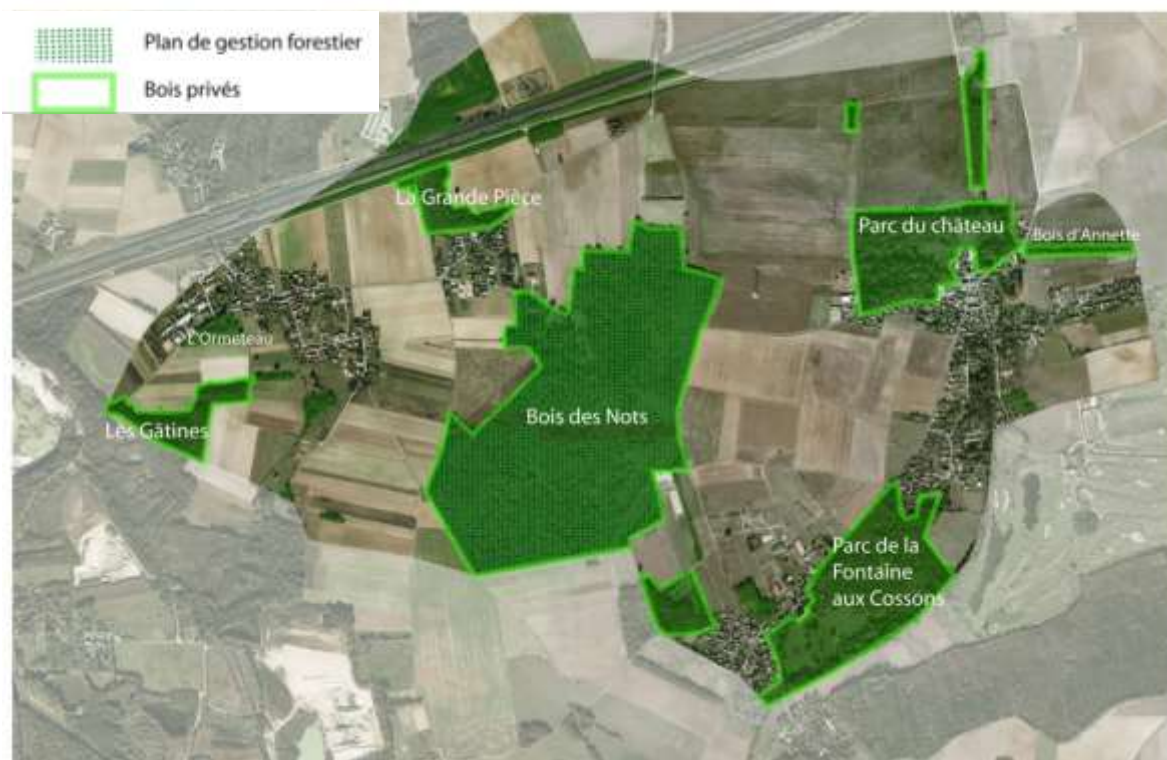 Plan de gestion forestier
Bois privés
La Grande Pièce
Parc du château
Bois d'Annette
L'Ormeteau
Les Gâtines
Bois des Nots
Parc de la
Fontaine
aux Cossons